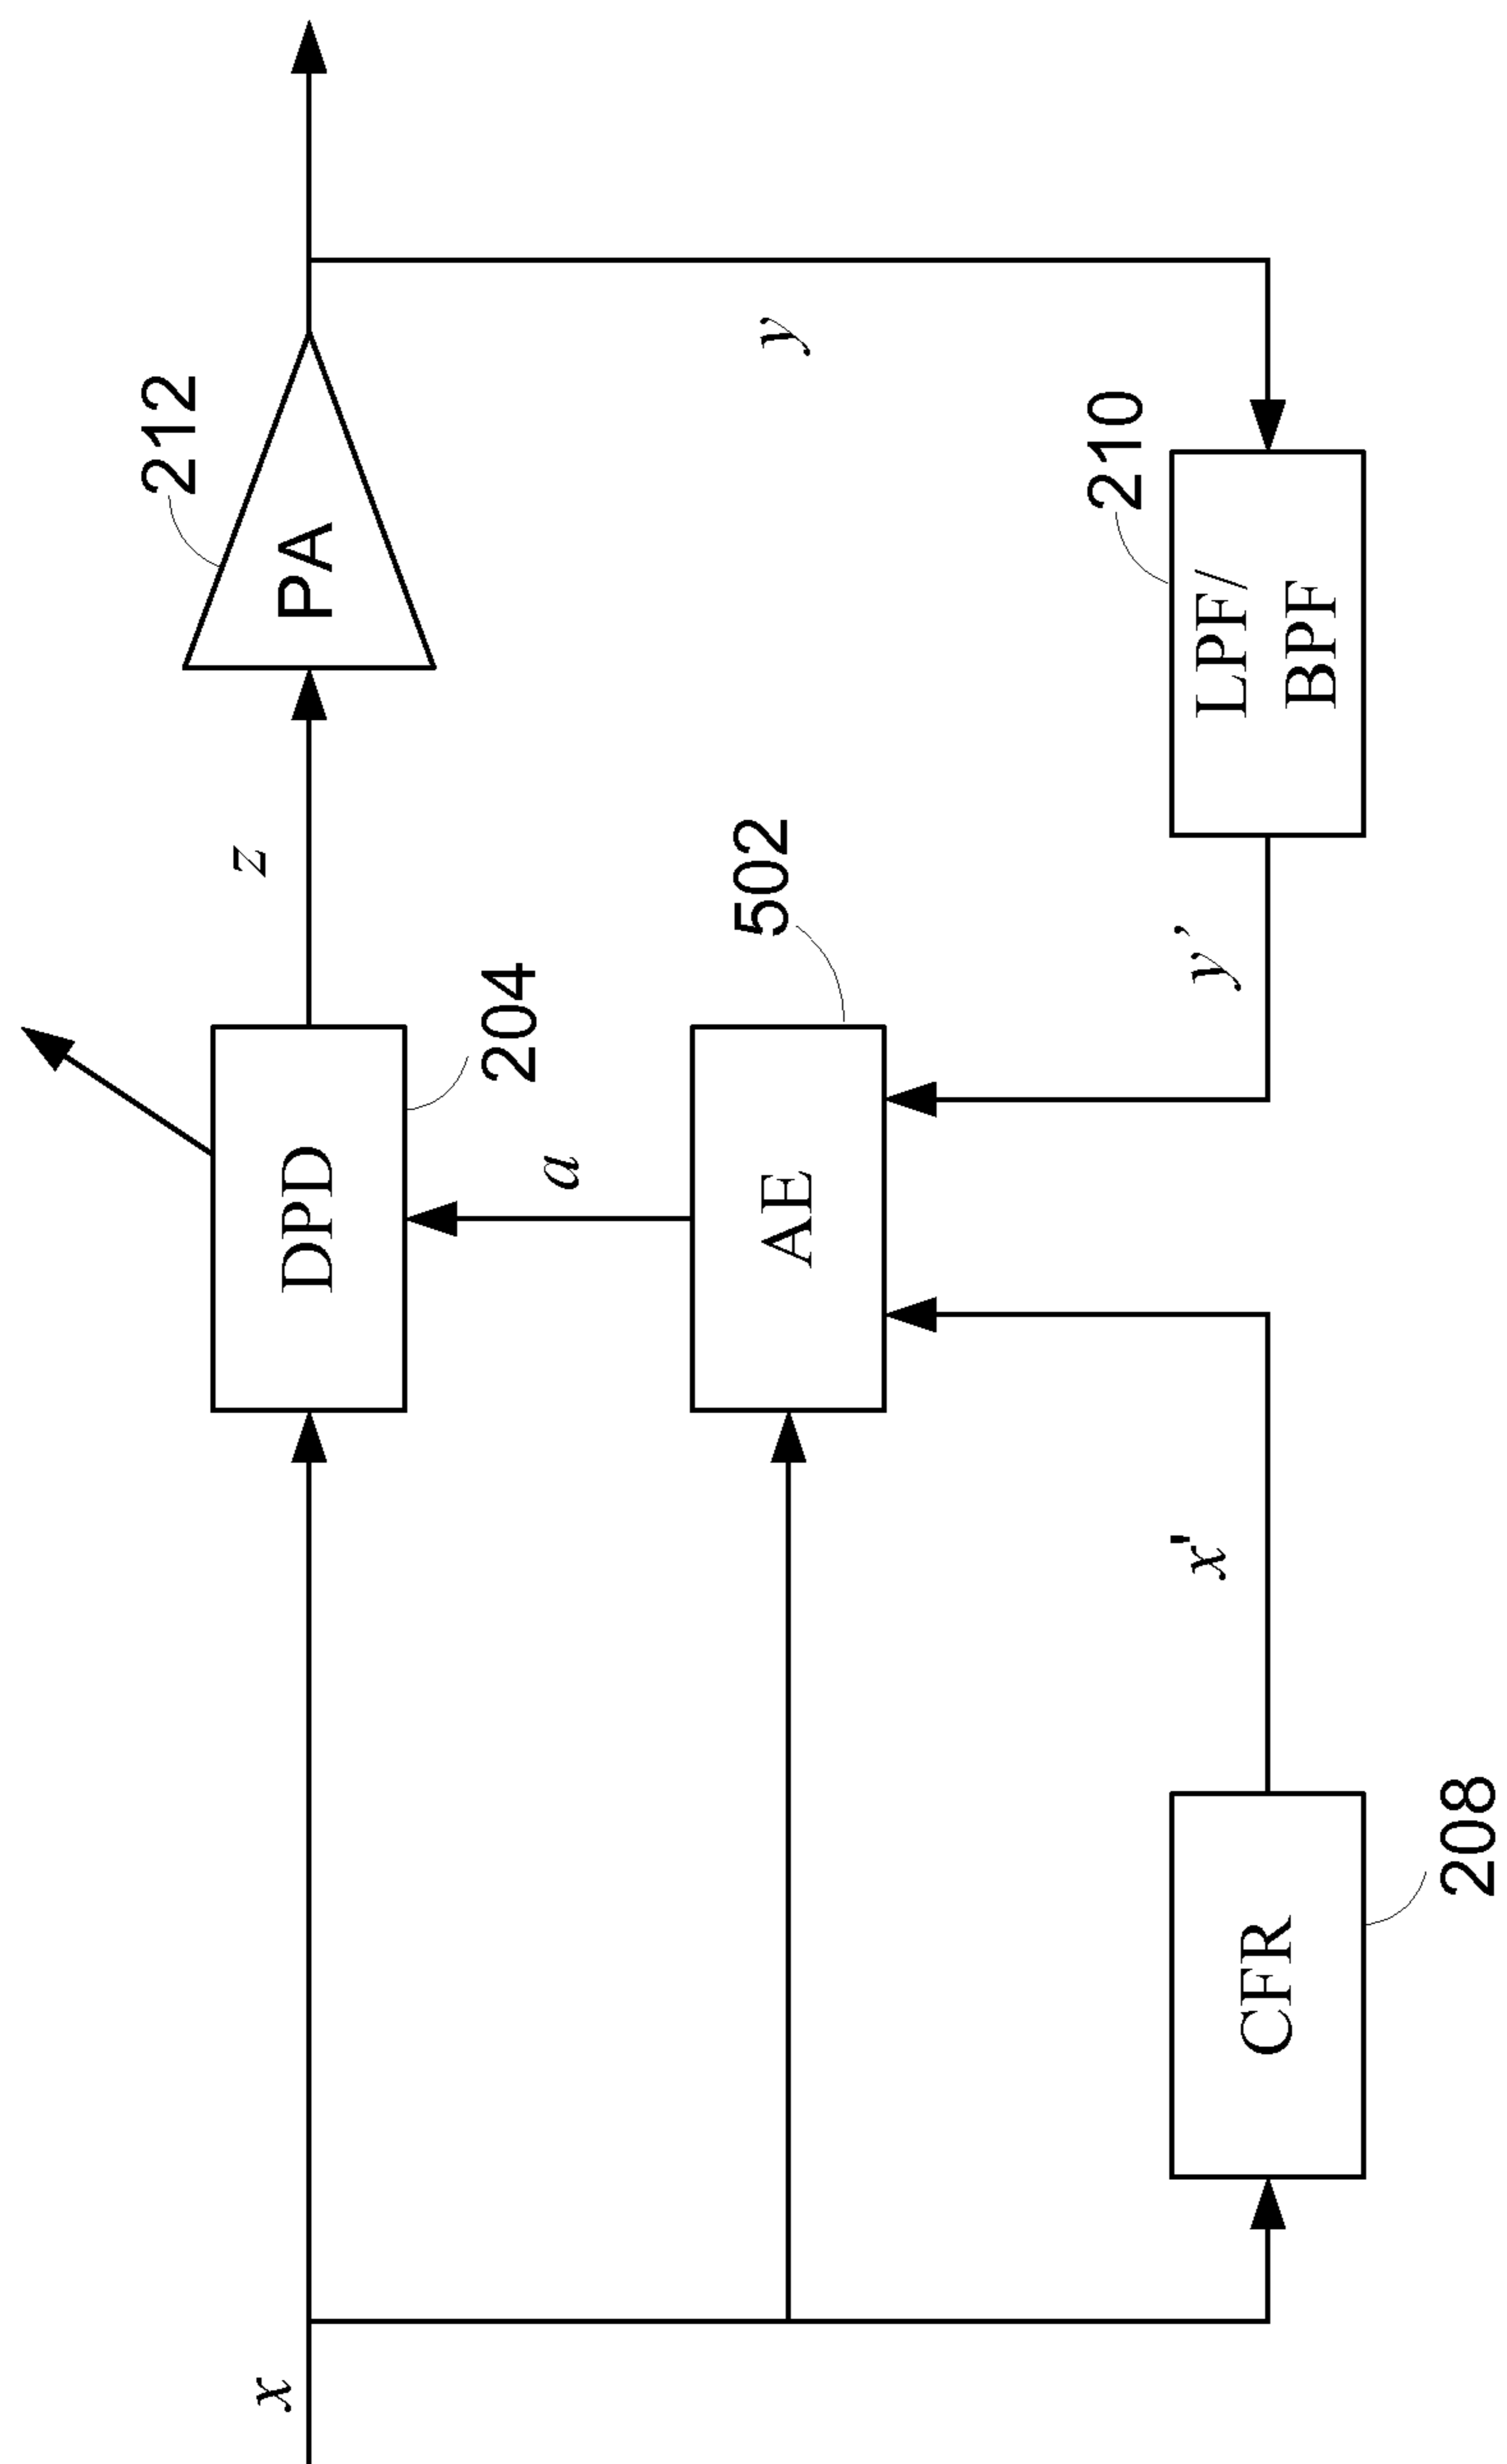 212
PA
z
DPD
204
x
y
a
502
AE
210
LPF/
BPF
y’
x'
CFR
208